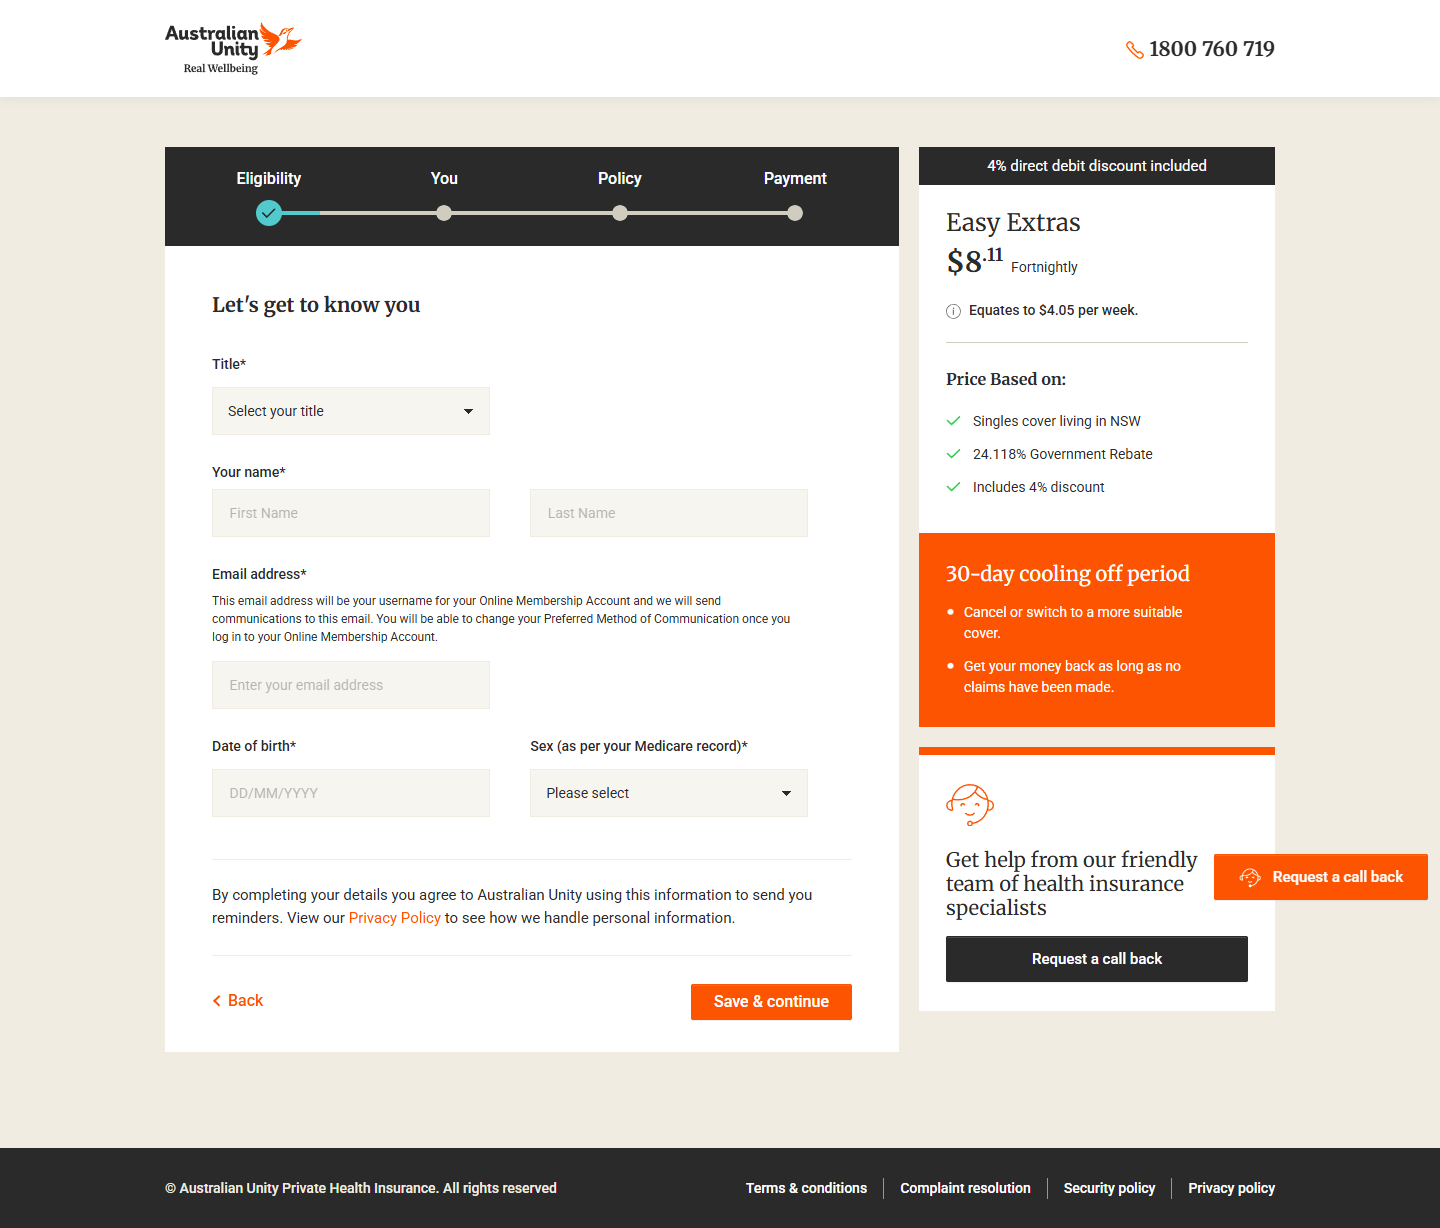 Australian
Unity
Real Wellbeing
1800 760 719
Eligibility
You
Policy
Payment
Let's get to know you
Title*
Select your title
Your name*
First Name
Last Name
Email address*
This email address will be your username for your Online Membership Account and we will send
communications to this email. You will be able to change your Preferred Method of Communication once you
log in to your Online Membership Account.
Enter your email address
Date of birth*
Sex (as per your Medicare record)*
DD/MM/YYYY
Please select
By completing your details you agree to Australian Unity using this information to send you
reminders. View our Privacy Policy to see how we handle personal information.
Back
Save & continue
4% direct debit discount included
Easy Extras
$8.11 Fortnightly
Equates to $4.05 per week.
Price Based on:
Singles cover living in NSW
24.118% Government Rebate
Includes 4% discount
30-day cooling off period
Cancel or switch to a more suitable
cover.
Get your money back as long as no
claims have been made.
Get help from our friendly
team of health insurance
specialists
Request a call back
Request a call back
© Australian Unity Private Health Insurance. All rights reserved
Terms & conditions
Complaint resolution
Security policy
Privacy policy